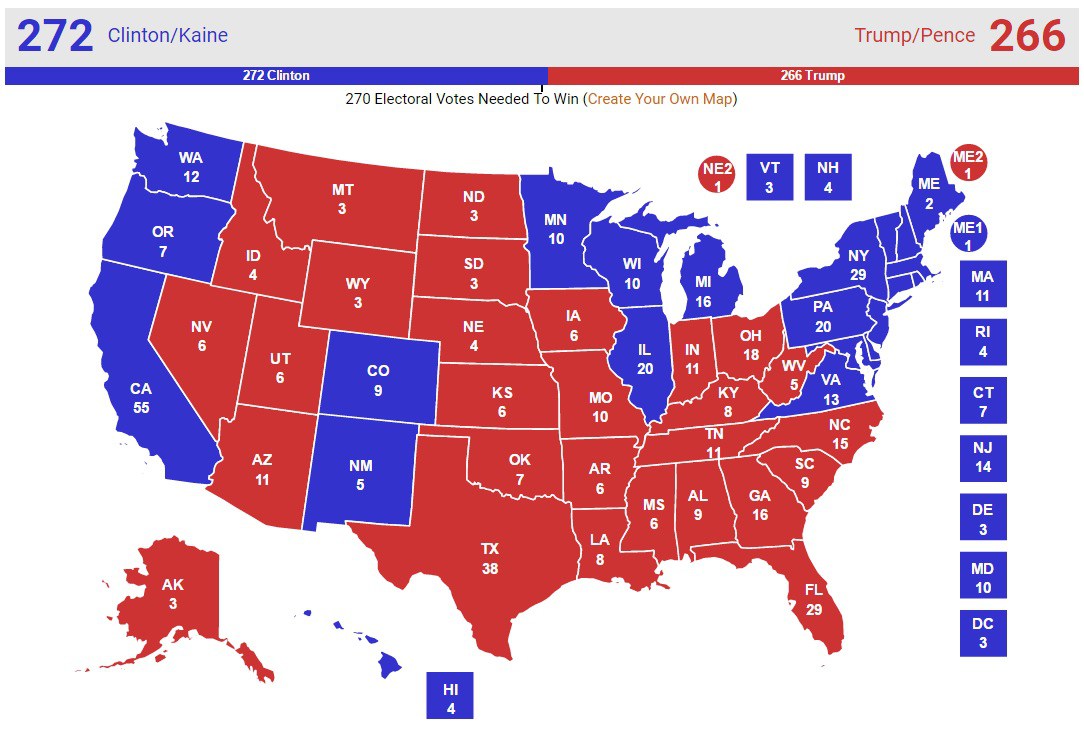 272 Clinton/Kaine
Trump/Pence 266
272 Clinton
266 Trump
270 Electoral Votes Needed To Win (Create Your Own Map)
WA
12
OR
7
CA
55
NV
6
ID
4
MT
3
WY
3
UT
6
AZ
11
CO
9
NM
5
ND
3
SD
3
NE
4
KS
6
OK
7
TX
38
MN
10
IA
6
MO
10
AR
6
LA
8
WI
10
IL
20
MI
16
IN
11
OH
18
KY
8
TN
11
MS
6
AL
9
GA
16
FL
29
SC
9
NC
15
VA
13
WV
5
PA
20
NY
29
ME
2
NE2
1
VT
3
NH
4
ME2
1
ME1
1
MA
11
RI
4
CT
7
NJ
14
DE
3
MD
10
DC
3
AK
3
HI
4